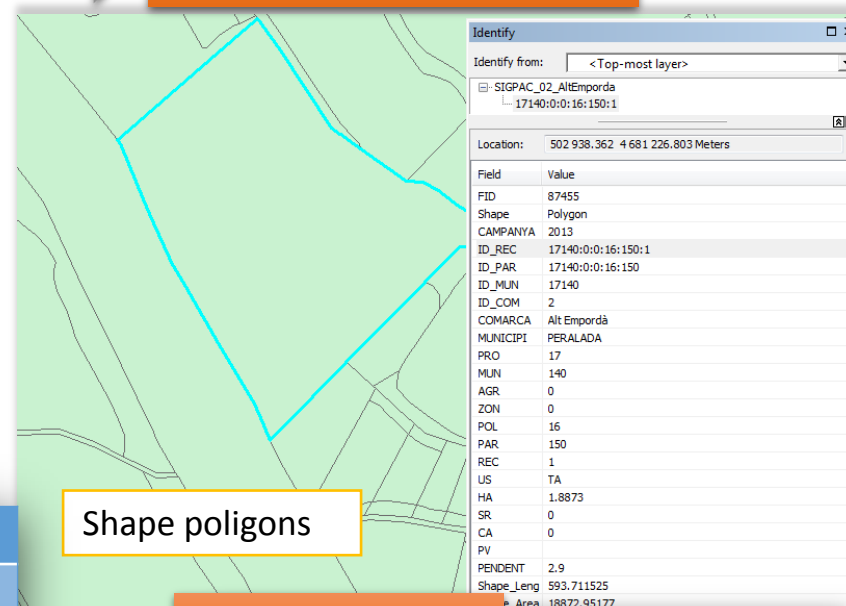 Identify
Identify from: <Top-most layer>
SIGPAC_02_AltEmporda
17140:0:0:16:150:1
Location: 502 938.362 4 681 226.803 Meters
Field Value
FID 87455
Shape Polygon
CAMPANYA 2013
ID_REC 17140:0:0:16:150:1
ID_PAR 17140:0:0:16:150
ID_MUN 17140
ID_COM 2
COMARCA Alt Empordà
MUNICIPI PERALADA
PRO 17
MUN 140
AGR 0
ZON 0
POL 16
PAR 150
REC 1
US TA
HA 1.8873
SR 0
CA 0
PV
PENDENT 2.9
Shape_Leng 593.711525
Area 18872.95177
Shape poligons